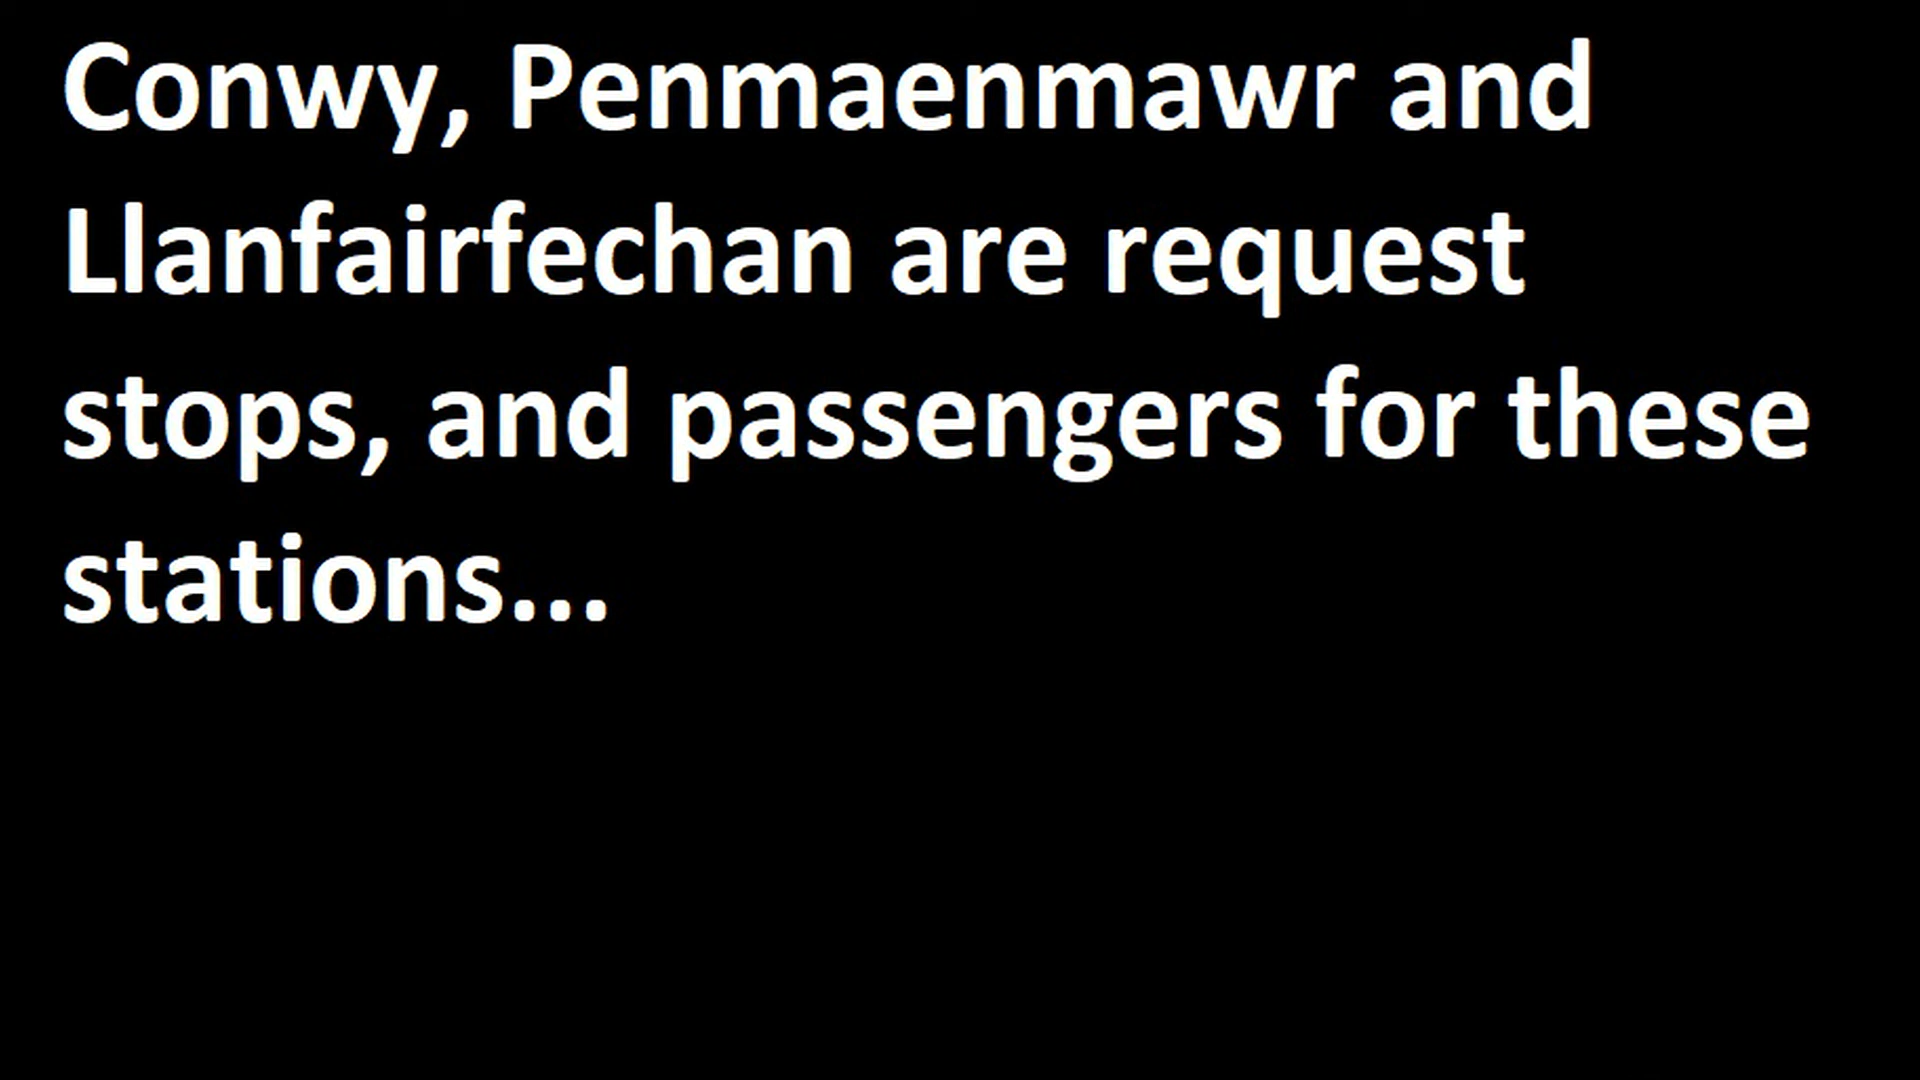 Conwy, Penmaenmawr and
Llanfairfechan are request
stops, and passengers for these
stations...